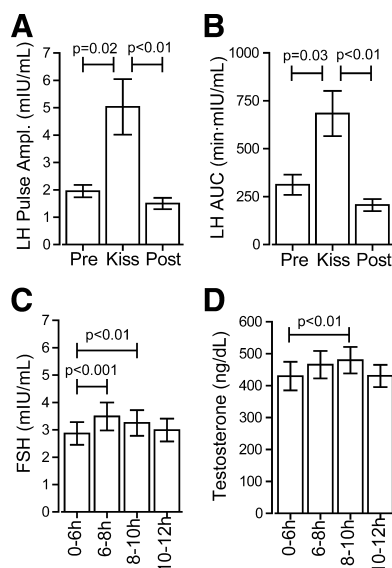 A
LH Pulse Ampl. (mIU/mL)
7
6
5
4
3
2
1
0
p=0.02
p<0.01
Pre Kiss Post
B
LH AUC (min·mIU/mL)
1000
750
500
250
0
p=0.03
p<0.01
Pre Kiss Post
C
FSH (mIU/mL)
7
6
5
4
3
2
1
0
p<0.01
p<0.001
0-6h
6-8h
8-10h
10-12h
D
Testosterone (ng/dL)
600
500
400
300
200
100
0
p<0.01
0-6h
6-8h
8-10h
10-12h